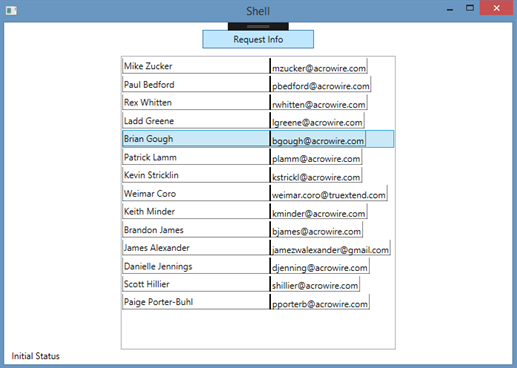 Shell
Request Info
Mike Zucker mzucker@acrowire.com
Paul Bedford pbedford@acrowire.com
Rex Whitten rwhitten@acrowire.com
Ladd Greene lgreene@acrowire.com
Brian Gough bgough@acrowire.com
Patrick Lamm plamm@acrowire.com
Kevin Stricklin kstrickl@acrowire.com
Weimar Coro weimar.coro@truextend.com
Keith Minder kminder@acrowire.com
Brandon James bjames@acrowire.com
James Alexander jamezwalexander@gmail.com
Danielle Jennings djenning@acrowire.com
Scott Hillier shillier@acrowire.com
Paige Porter-Buhl pporterb@acrowire.com
Initial Status